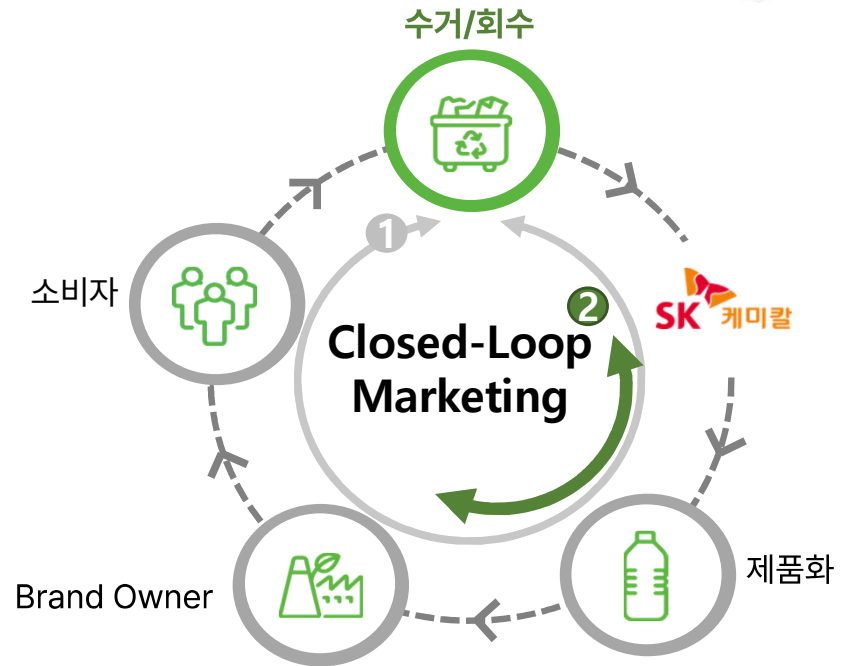 수거/회수
1
소비자
2
SK 케미칼
Closed-Loop
Marketing
제품화
Brand Owner